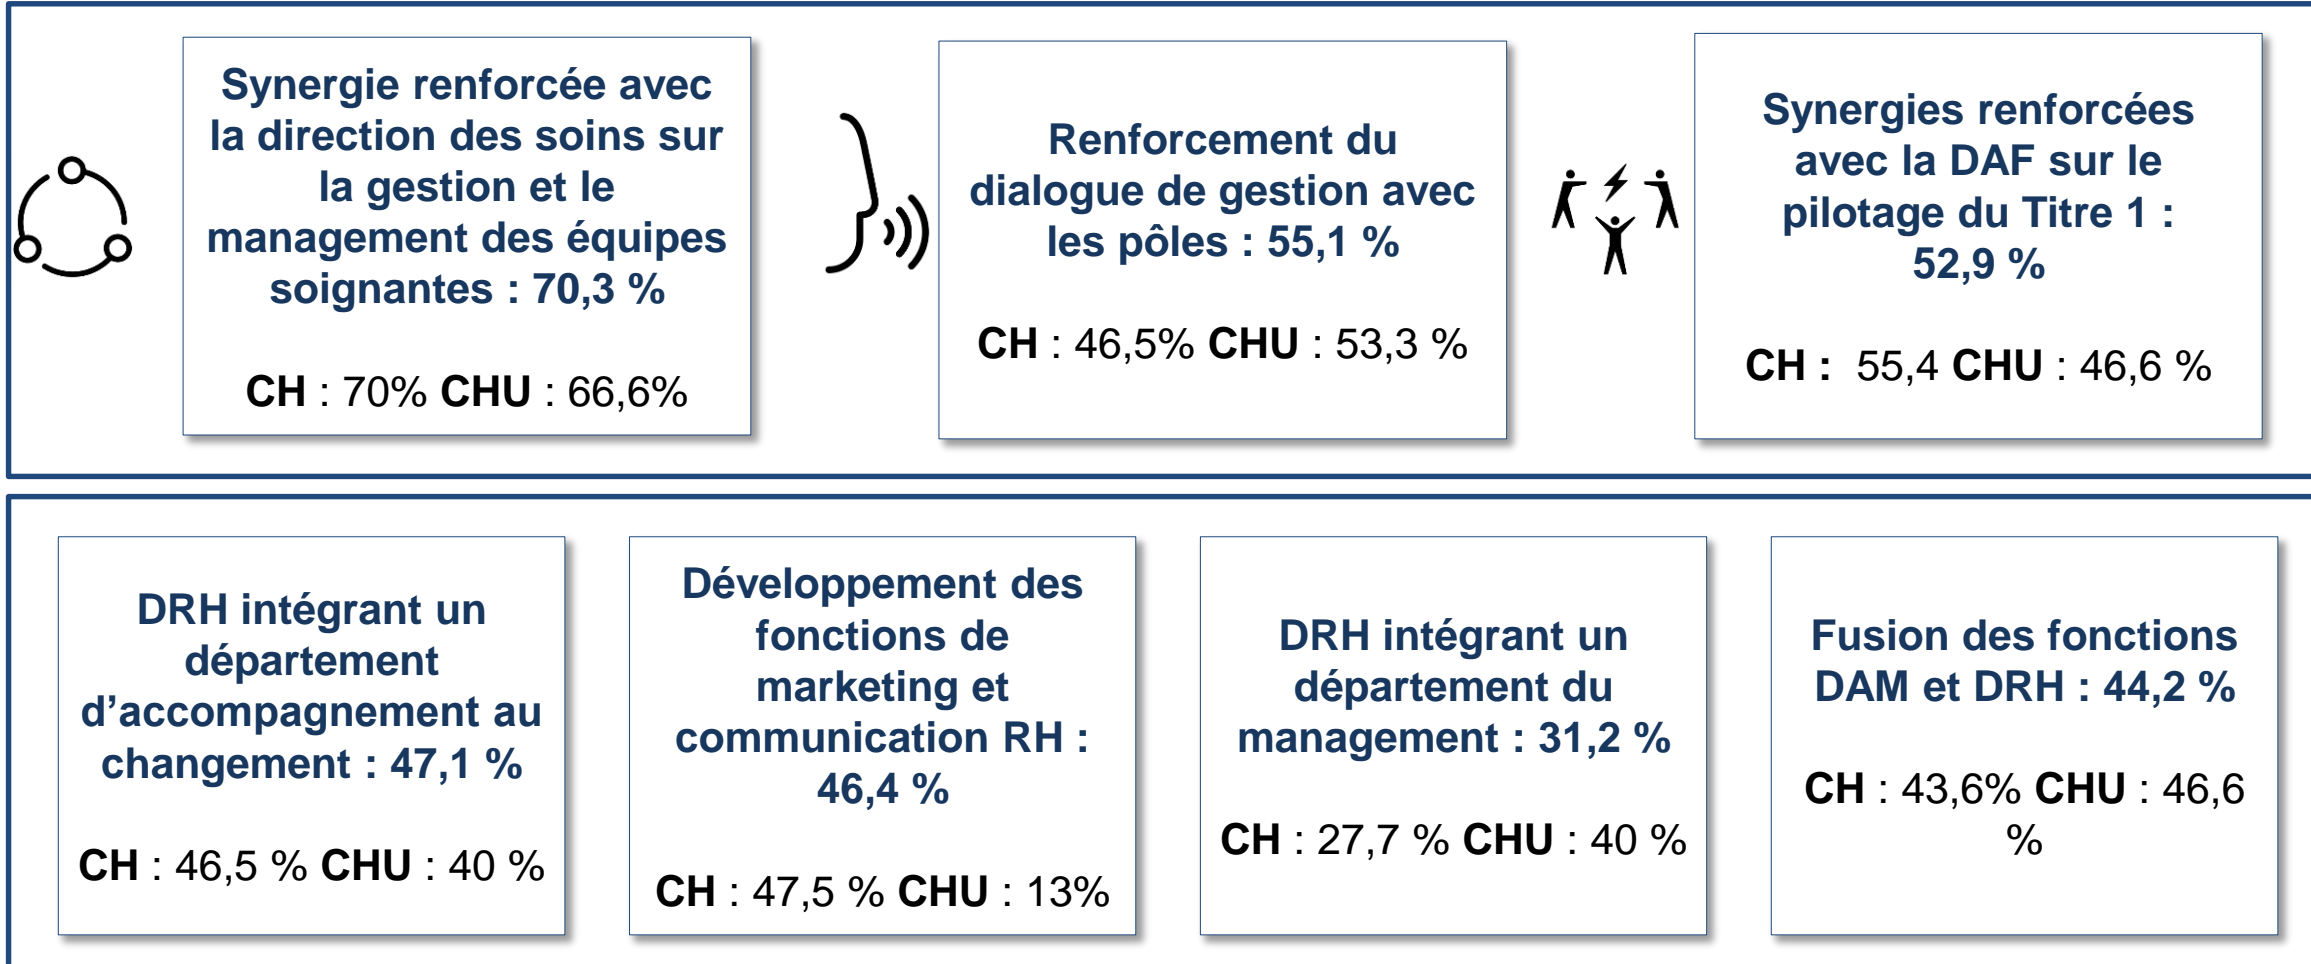 Synergie renforcée avec
la direction des soins sur
la gestion et le
management des équipes
soignantes : 70,3 %
CH : 70% CHU : 66,6%
Renforcement du
dialogue de gestion avec
les pôles : 55,1 %
CH : 46,5% CHU : 53,3 %
Synergies renforcées
avec la DAF sur le
pilotage du Titre 1 :
52,9 %
CH : 55,4 CHU : 46,6 %
DRH intégrant un
département
d’accompagnement au
changement : 47,1 %
CH : 46,5 % CHU : 40 %
Développement des
fonctions de
marketing et
communication RH :
46,4 %
CH : 47,5 % CHU : 13%
DRH intégrant un
département du
management : 31,2 %
CH : 27,7 % CHU : 40 %
Fusion des fonctions
DAM et DRH : 44,2 %
CH : 43,6% CHU : 46,6
%